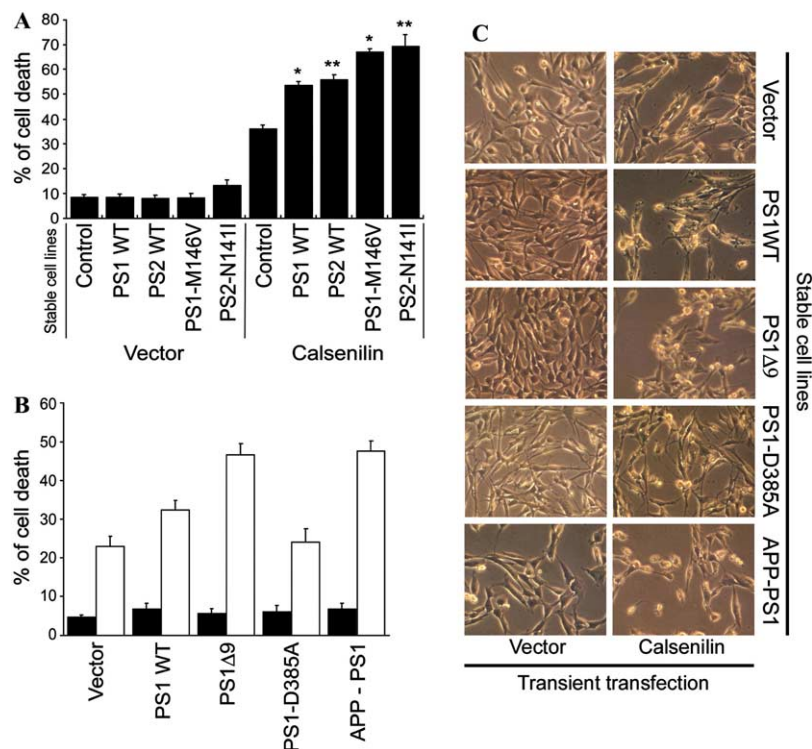 A
% of cell death
80
70
60
50
40
30
20
10
0
* ** * **
Stable cell lines
Control
PS1 WT
PS2 WT
PS1-M146V
PS2-N141I
Control
PS1 WT
PS2 WT
PS1-M146V
PS2-N141I
Vector
Calsenilin
B
% of cell death
60
50
40
30
20
10
0
Vector
PS1 WT
PS1Δ9
PS1-D385A
APP - PS1
C
Vector
PS1WT
PS1Δ9
PS1-D385A
APP-PS1
Stable cell lines
Vector
Calsenilin
Transient transfection